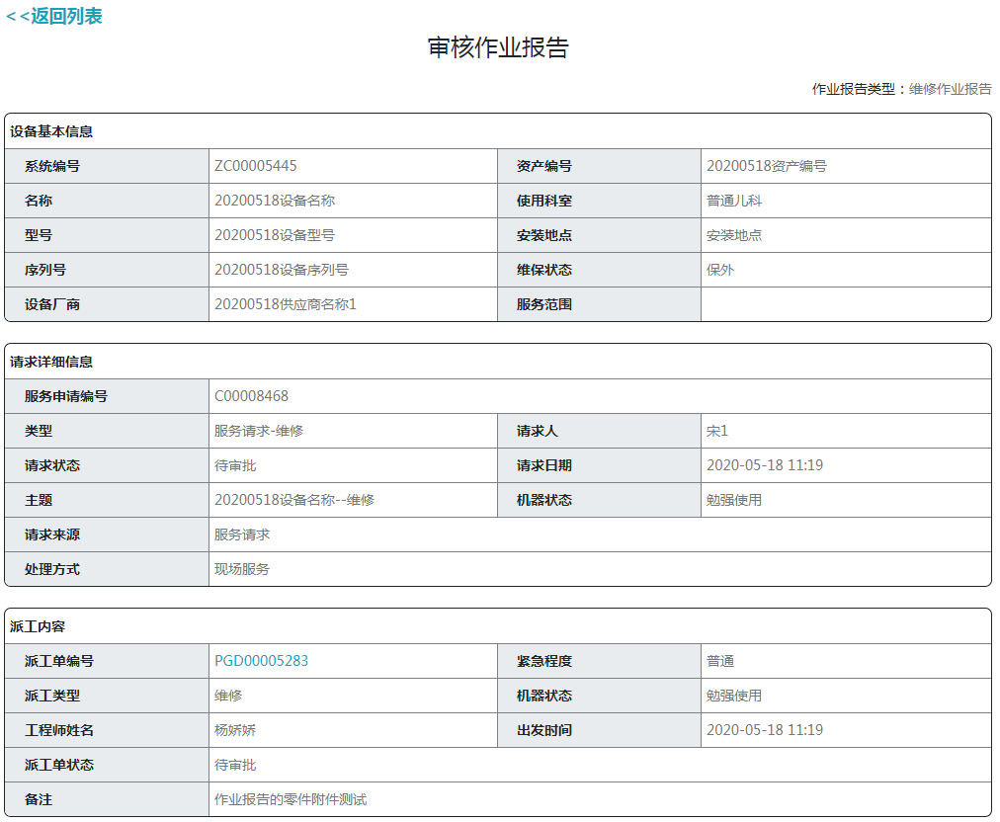 <<返回列表
审核作业报告
作业报告类型：维修作业报告
设备基本信息
系统编号 ZC00005445 资产编号 20200518资产编号
名称 20200518设备名称 使用科室 普通儿科
型号 20200518设备型号 安装地点 安装地点
序列号 20200518设备序列号 维保状态 保外
设备厂商 20200518供应商名称1 服务范围
请求详细信息
服务申请编号 C00008468
类型 服务请求-维修 请求人 宋1
请求状态 待审批 请求日期 2020-05-18 11:19
主题 20200518设备名称--维修 机器状态 勉强使用
请求来源 服务请求
处理方式 现场服务
派工内容
派工单编号 PGD00005283 紧急程度 普通
派工类型 维修 机器状态 勉强使用
工程师姓名 杨娇娇 出发时间 2020-05-18 11:19
派工单状态 待审批
备注 作业报告的零件附件测试